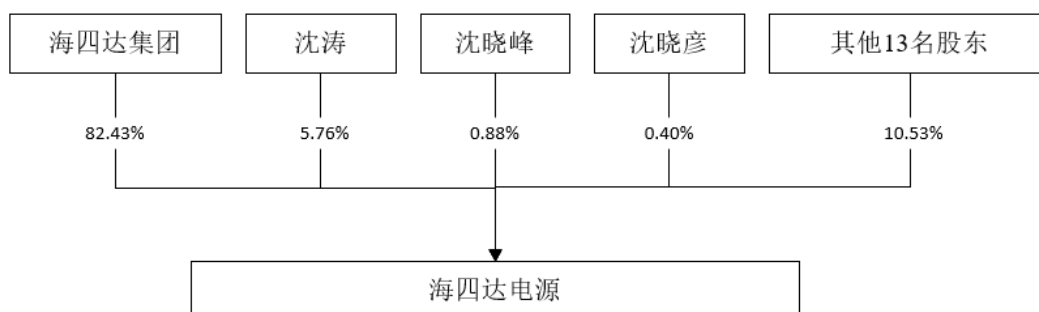 海四达集团
沈涛
沈晓峰
沈晓彦
其他13名股东
82.43%
5.76%
0.88%
0.40%
10.53%
海四达电源